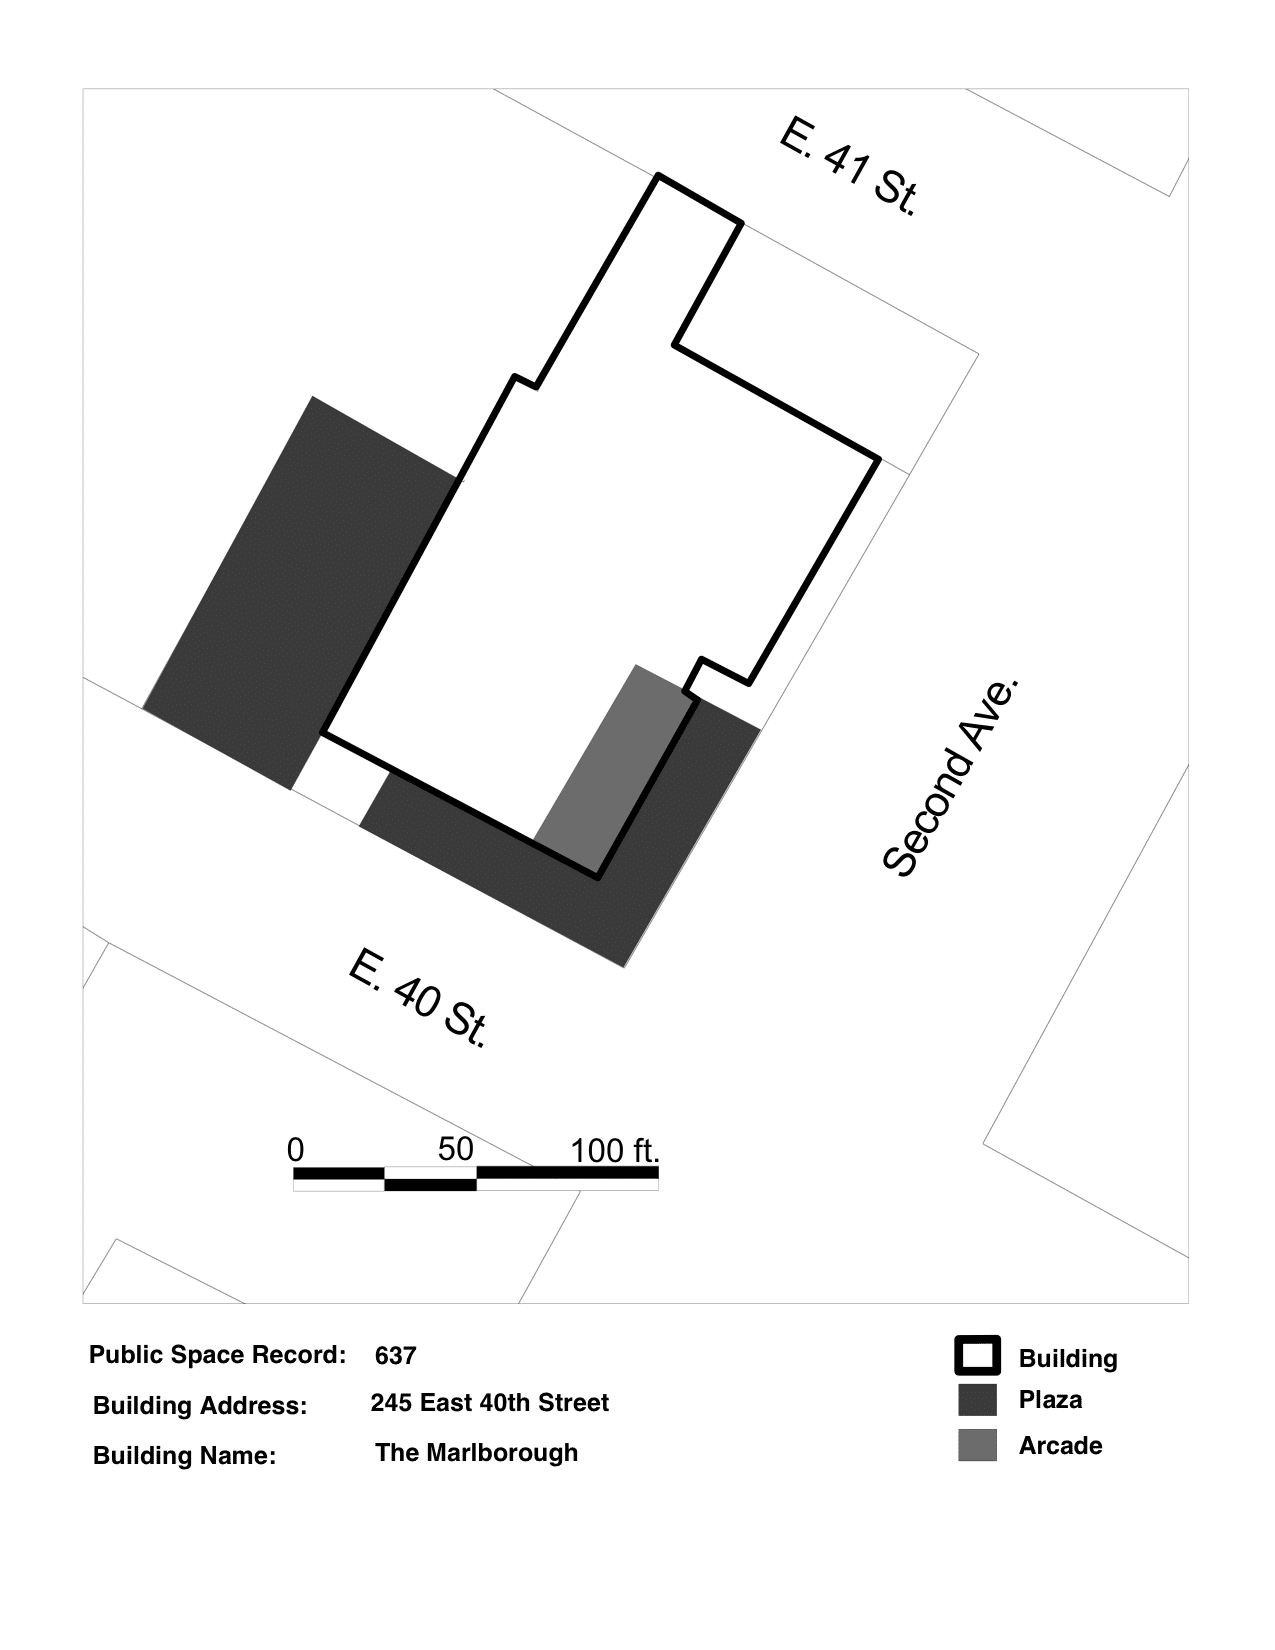 E. 41 St.
Second Ave.
E. 40 St.
0 50 100 ft.
Public Space Record: 637
Building Address: 245 East 40th Street
Building Name: The Marlborough
Building
Plaza
Arcade